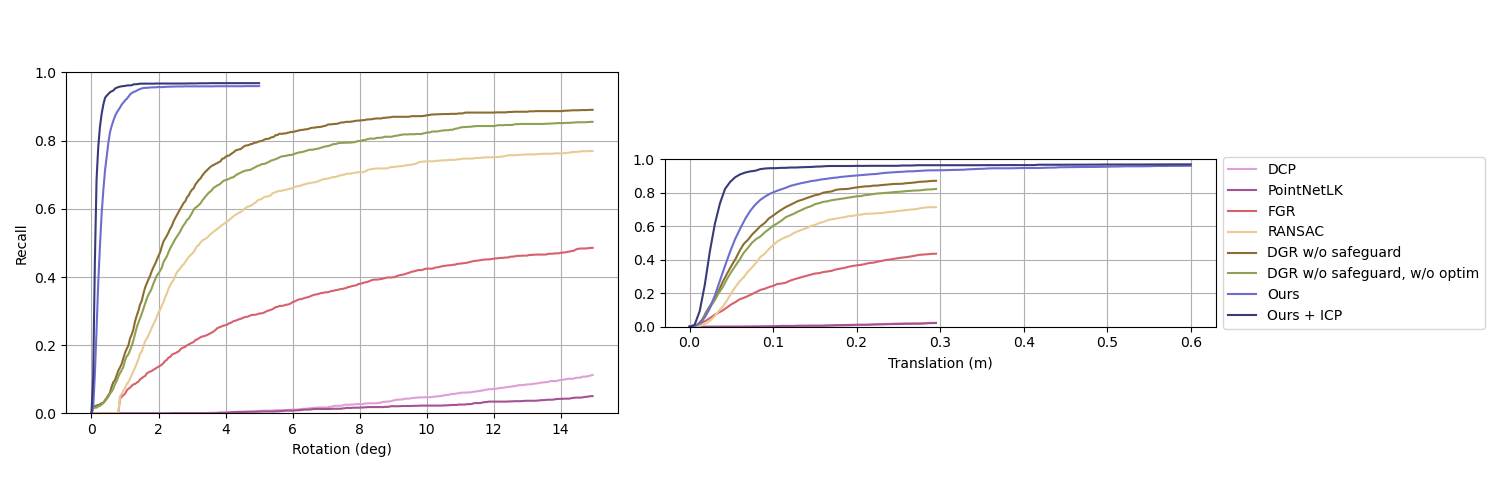 1.0
0.8
0.6
0.4
0.2
0.0
Recall
0 2 4 6 8 10 12 14
Rotation (deg)
1.0
0.8
0.6
0.4
0.2
0.0
0.0 0.1 0.2 0.3 0.4 0.5 0.6
Translation (m)
DCP
PointNetLK
FGR
RANSAC
DGR w/o safeguard
DGR w/o safeguard, w/o optim
Ours
Ours + ICP